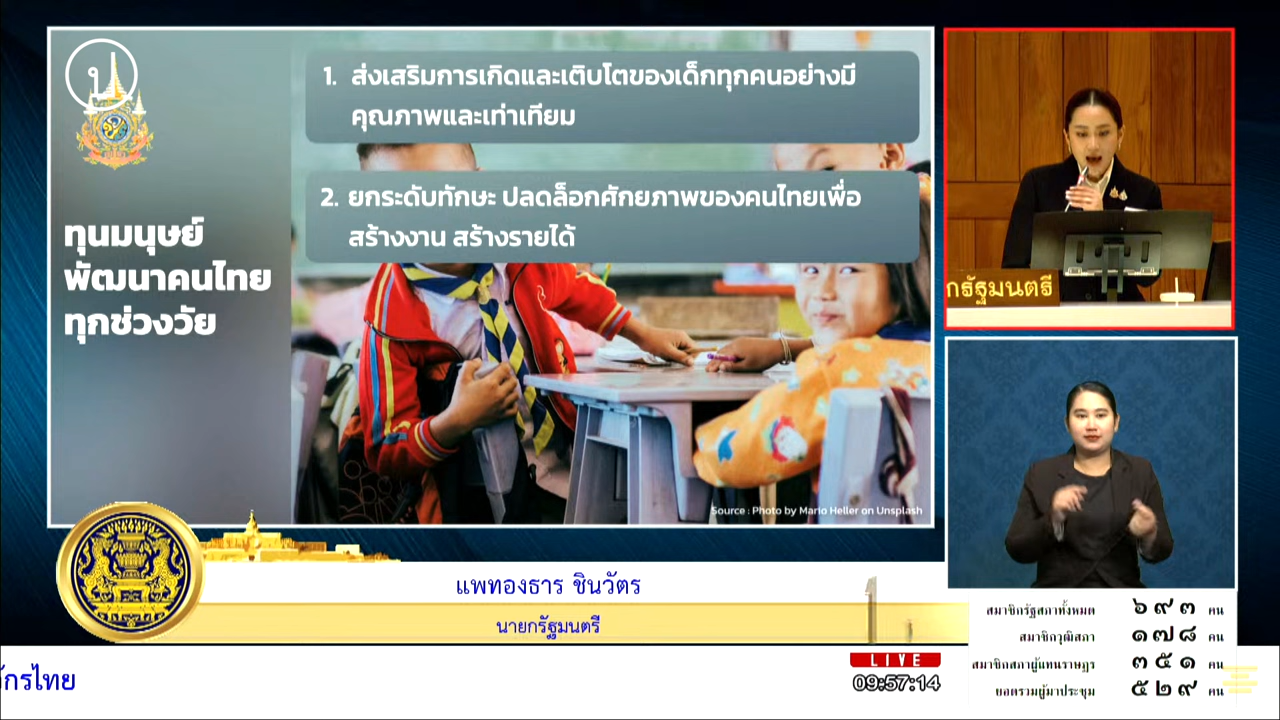 ป
1. ส่งเสริมการเกิดและเติบโตของเด็กทุกคนอย่างมี
คุณภาพและเท่าเทียม
2. ยกระดับทักษะ ปลดล็อกศักยภาพของคนไทยเพื่อ
สร้างงาน สร้างรายได้
ทุนมนุษย์
พัฒนาคนไทย
ทุกช่วงวัย
Source : Photo by Mario Heller on Unsplash
กรัฐมนตรี
แพทองธาร ชินวัตร
นายกรัฐมนตรี
สมาชิกรัฐสภาทั้งหมด ๖๙๓ คน
สมาชิกวุฒิสภา ๑๗๘ คน
สมาชิกสภาผู้แทนราษฎร ๓๕๑ คน
ยอดรวมผู้มาประชุม ๕๒๙ คน
LIVE
09:57:14
จักรไทย